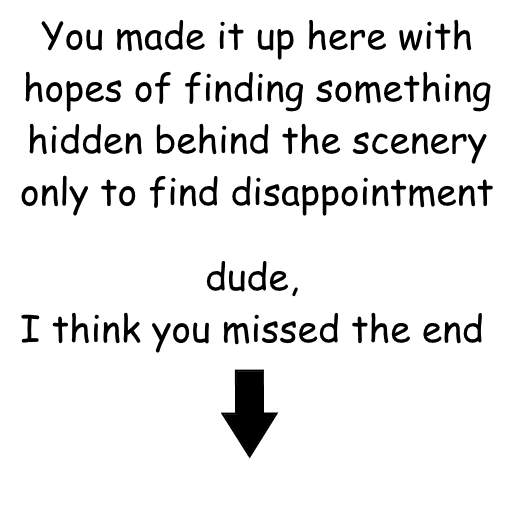 You made it up here with
hopes of finding something
hidden behind the scenery
only to find disappointment
dude,
I think you missed the end